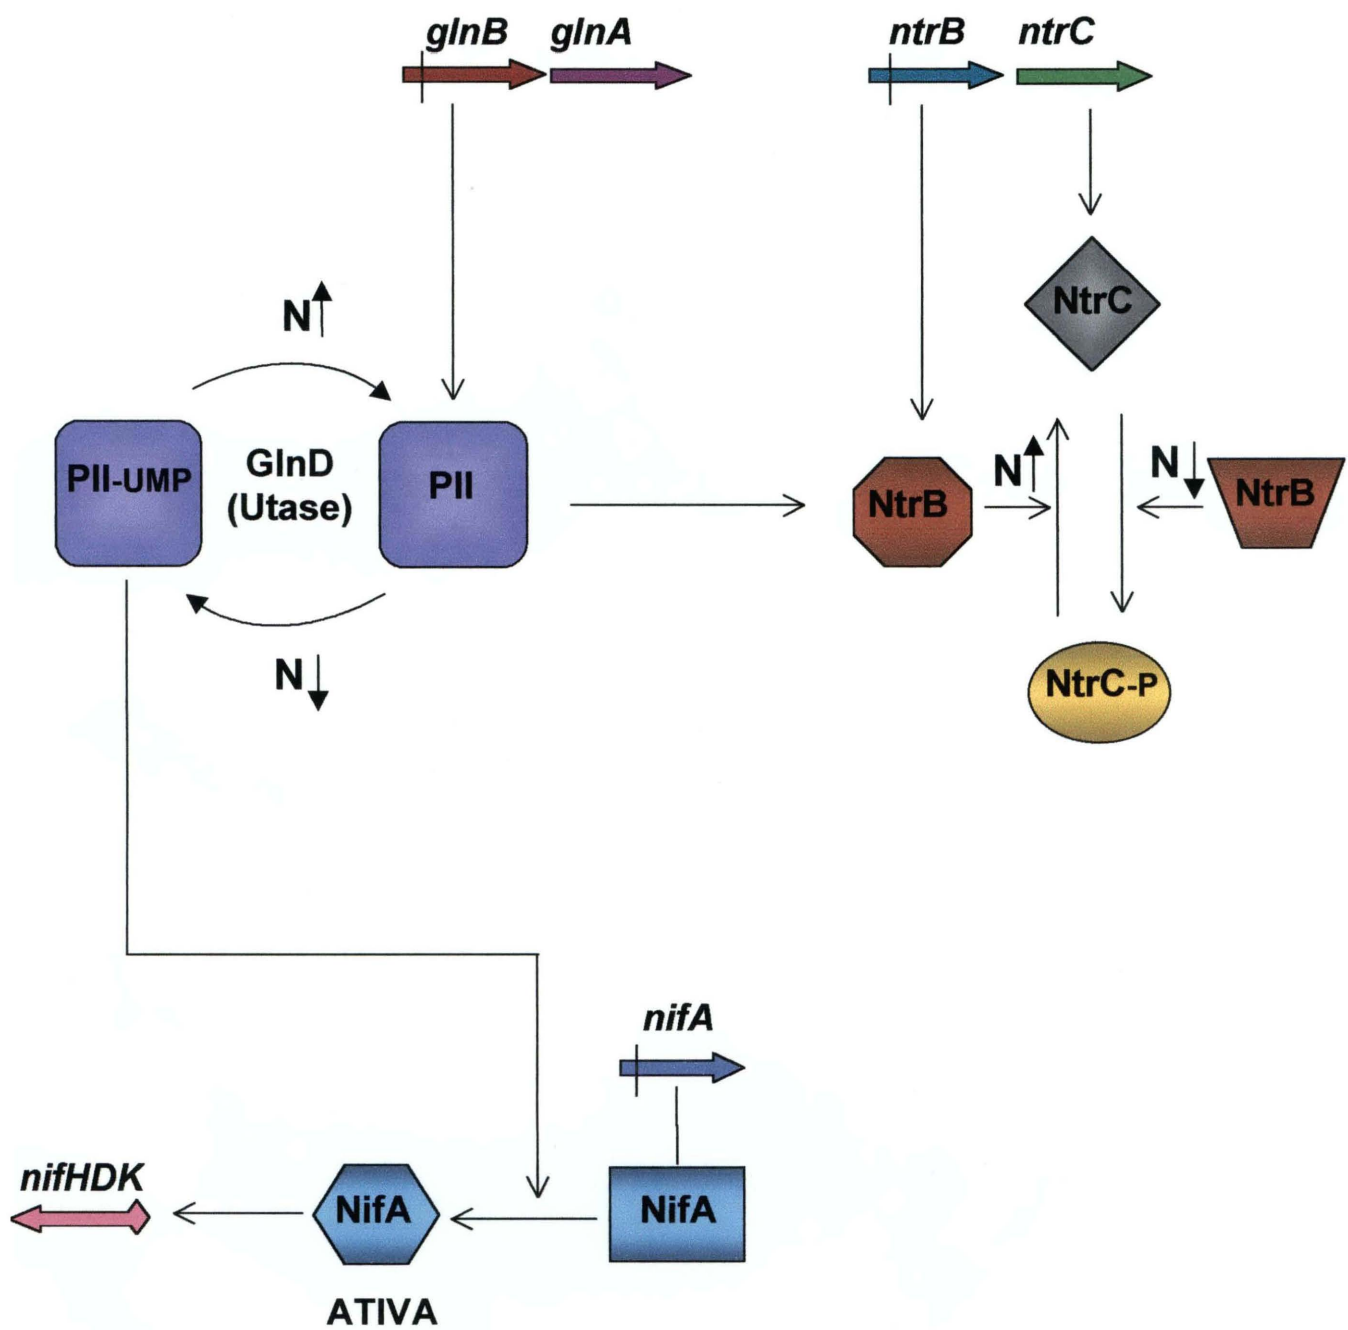 glnB glnA
ntrB ntrC
NtrC
N
PII-UMP
GlnD
(Utase)
PII
NtrB
N
N
NtrB
N
NtrC-P
nifA
nifHDK
NifA
NifA
ATIVA